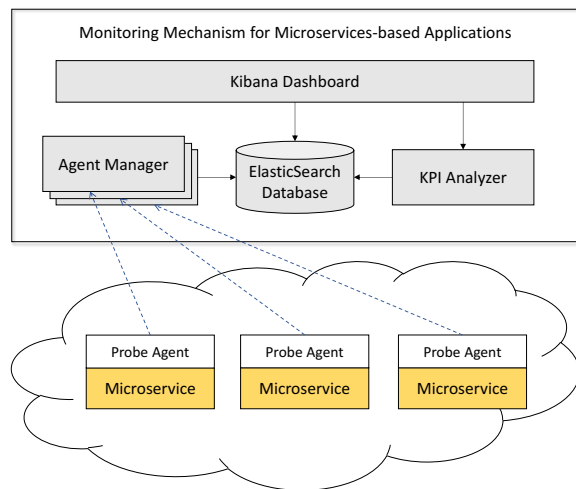 Monitoring Mechanism for Microservices-based Applications
Kibana Dashboard
Agent Manager
ElasticSearch
Database
KPI Analyzer
Probe Agent
Microservice
Probe Agent
Microservice
Probe Agent
Microservice